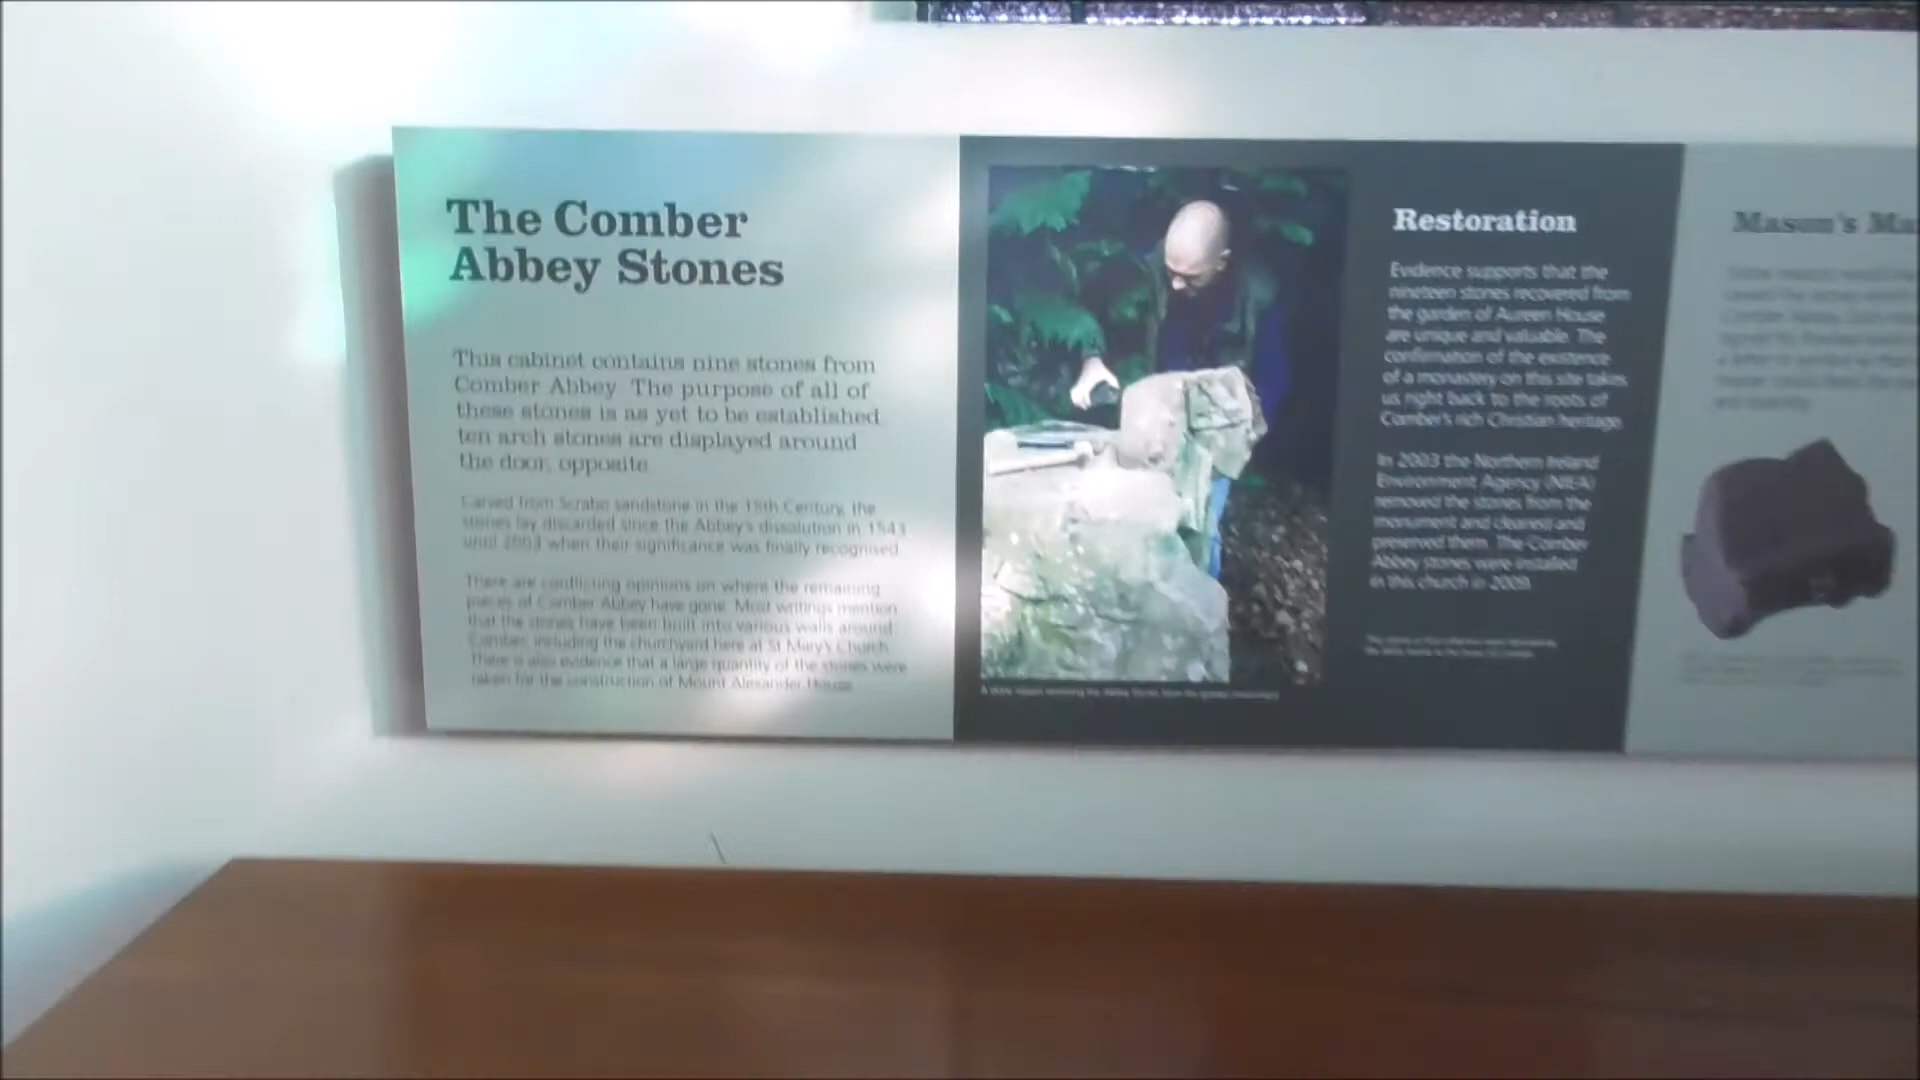 The Comber
Abbey Stones
This cabinet contains nine stones from
Comber Abbey. The purpose of all of
these stones is as yet to be established,
ten arch stones are displayed around
the door, opposite.
Carved from Scrabo sandstone in the 15th Century, the
stones lay discarded since the Abbey's dissolution in 1543
until 2003 when their significance was finally recognised.
There are conflicting opinions on where the remaining
pieces of Comber Abbey have gone. Most writings mention
that the stones have been built into various walls around
Comber, including the churchyard here at St Mary's Church.
There is also evidence that a large quantity of the stones were
taken for the construction of Mount Alexander House.
Restoration
Evidence supports that the
nineteen stones recovered from
the garden of Aureen House
are unique and valuable. The
confirmation of the existence
of a monastery on this site takes
us right back to the roots of
Comber's rich Christian heritage.
In 2003 the Northern Ireland
Environment Agency (NIEA)
removed the stones from the
monument and cleaned and
preserved them. The Comber
Abbey stones were installed
in this church in 2009.
Mason's